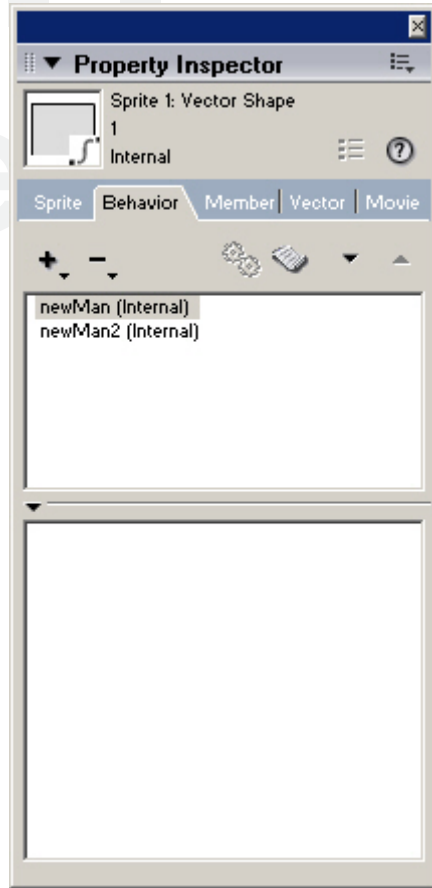 Property Inspector
Sprite 1: Vector Shape
1
Internal
Sprite Behavior Member Vector Movie
newMan (Internal)
newMan2 (Internal)